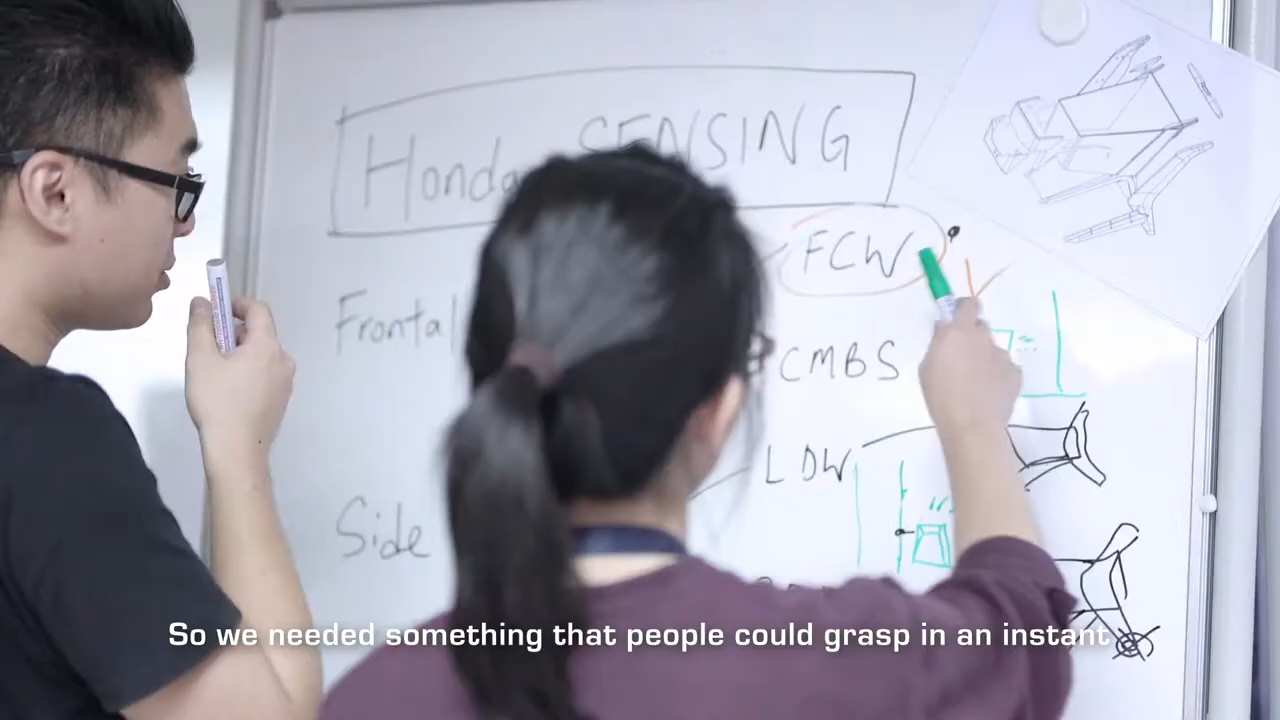 Honda SENSING
FCW
Frontal
CMBS
LDW
Side
So we needed something that people could grasp in an instant